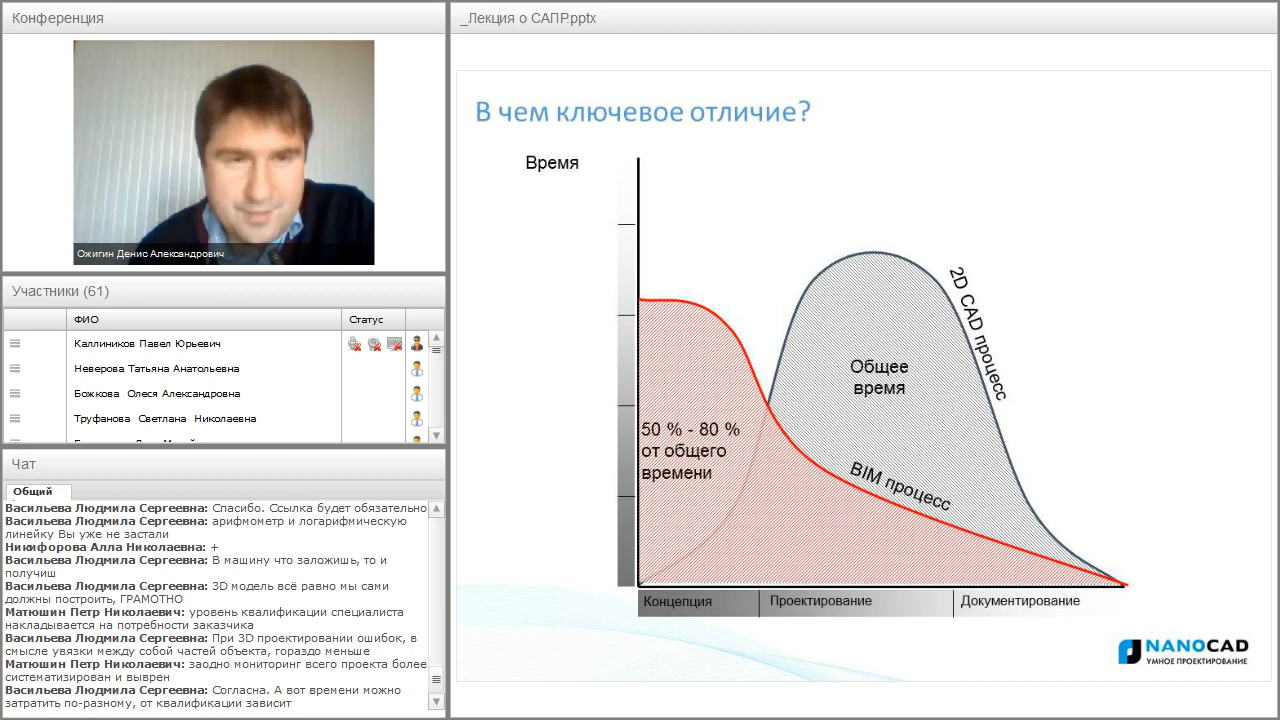 Конференция
Ожигин Денис Александрович
Участники (61)
ФИО
Статус
Каллиников Павел Юрьевич
Неверова Татьяна Анатольевна
Божкова Олеся Александровна
Труфанова Светлана Николаевна
Чат
Общий
Васильева Людмила Сергеевна: Спасибо. Ссылка будет обязательно
Васильева Людмила Сергеевна: арифмометр и логарифмическую
линейку Вы уже не застали
Никифорова Алла Николаевна: +
Васильева Людмила Сергеевна: В машину что заложишь, то и
получиш
Васильева Людмила Сергеевна: 3D модель всё равно мы сами
должны построить, ГРАМОТНО
Матюшин Петр Николаевич: уровень квалификации специалиста
накладывается на потребности заказчика
Васильева Людмила Сергеевна: При 3D проектировании ошибок, в
смысле увязки между собой частей объекта, гораздо меньше
Матюшин Петр Николаевич: заодно мониторинг всего проекта более
систематизирован и выврен
Васильева Людмила Сергеевна: Согласна. А вот времени можно
затратить по-разному, от квалификации зависит
_Лекция о САПР.pptx
В чем ключевое отличие?
Время
2D CAD процесс
Общее
время
50 % - 80 %
от общего
времени
BIM процесс
Концепция
Проектирование
Документирование
NANOCAD
УМНОЕ ПРОЕКТИРОВАНИЕ